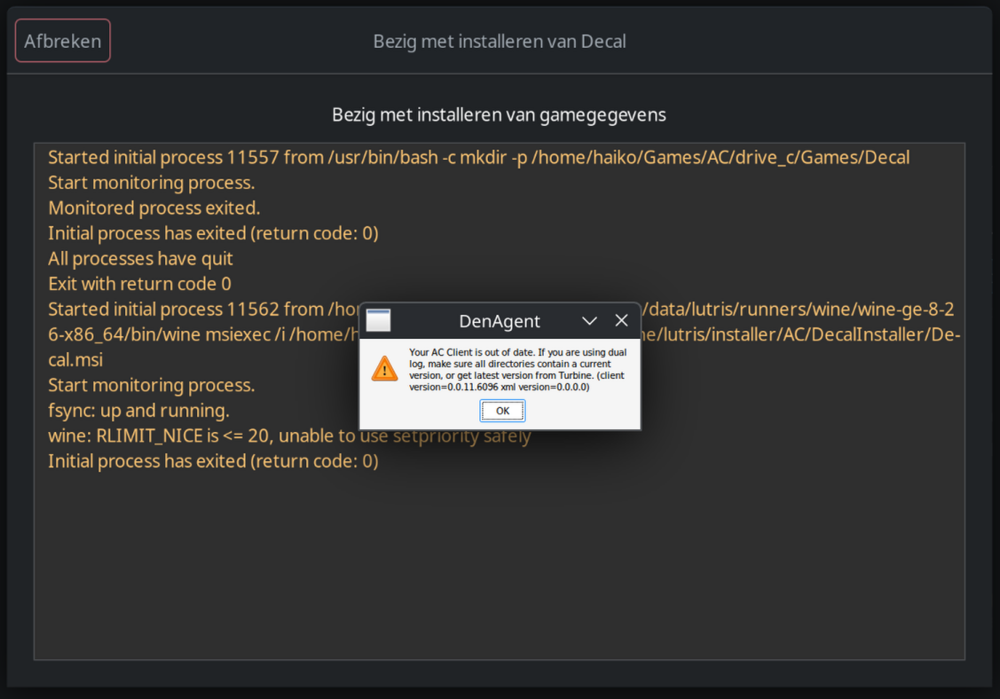 Afbreken
Bezig met installeren van Decal
Bezig met installeren van gamegegevens
Started initial process 11557 from /usr/bin/bash -c mkdir -p /home/haiko/Games/AC/drive_c/Games/Decal
Start monitoring process.
Monitored process exited.
Initial process has exited (return code: 0)
All processes have quit
Exit with return code 0
Started initial process 11562 from /ho /data/lutris/runners/wine/wine-ge-8-2
6-x86_64/bin/wine msiexec /i /home/h e/lutris/installer/AC/DecalInstaller/De-
cal.msi
Start monitoring process.
fsync: up and running.
wine: RLIMIT_NICE is <= 20, unable to use setpriority safely
Initial process has exited (return code: 0)
DenAgent
Your AC Client is out of date. If you are using dual
log, make sure all directories contain a current
version, or get latest version from Turbine. (client
version=0.0.11.6096 xml version=0.0.0.0)
OK